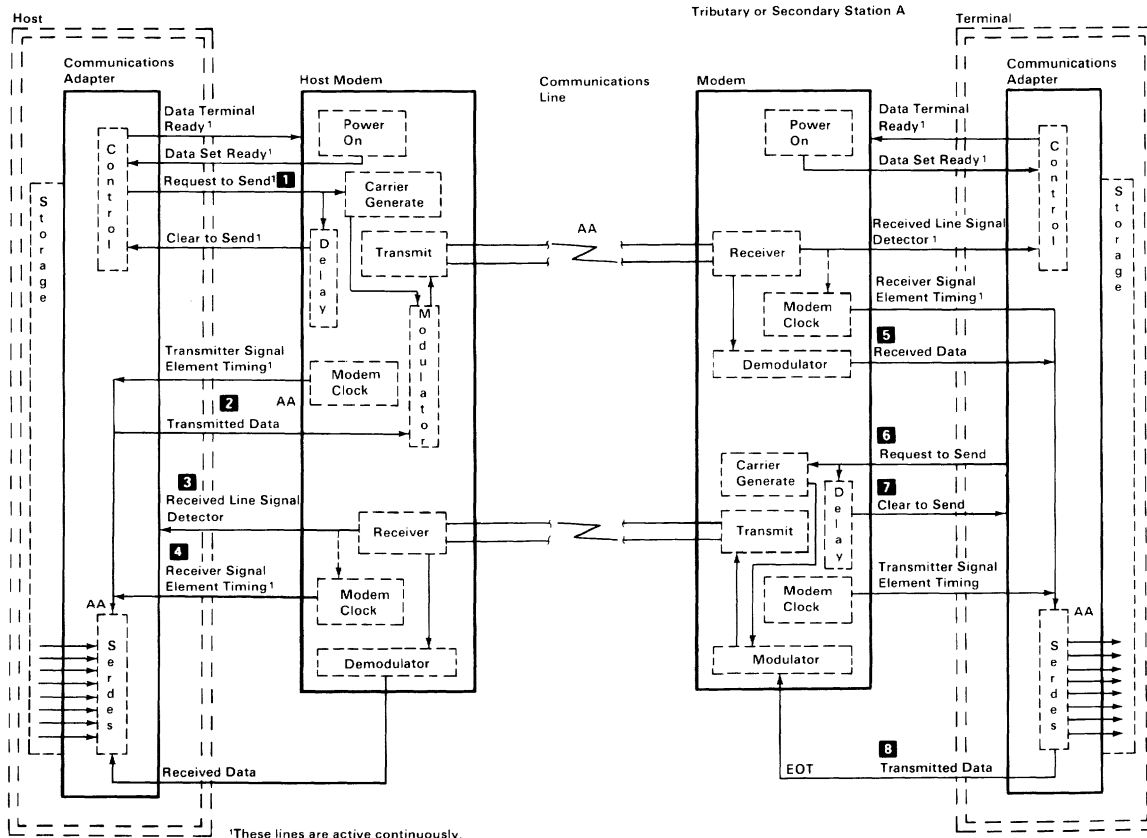 Host
Tributary or Secondary Station A
Terminal
Communications
Adapter
Host Modem
Communications
Line
Modem
Communications
Adapter
Data Terminal
Ready¹
Power
On
Data Set Ready¹
Request to Send¹ 1
Carrier
Generate
Clear to Send¹
Delay
Transmit
Control
Storage
Modulator
Transmitter Signal
Element Timing¹
Modem
Clock
2 AA
Transmitted Data
3
Received Line Signal
Detector
Receiver
4
Receiver Signal
Element Timing¹
Modem
Clock
AA
Serdes
Demodulator
Received Data
AA
Power
On
Data Terminal
Ready¹
Data Set Ready¹
Control
Storage
Receiver
Received Line Signal
Detector¹
Modem
Clock
Receiver Signal
Element Timing¹
5
Demodulator
Received Data
6
Carrier
Generate
Request to Send
7
Delay
Clear to Send
Transmit
Transmitter Signal
Element Timing
Modem
Clock
AA
Serdes
Modulator
8
EOT
Transmitted Data
¹These lines are active continuously.